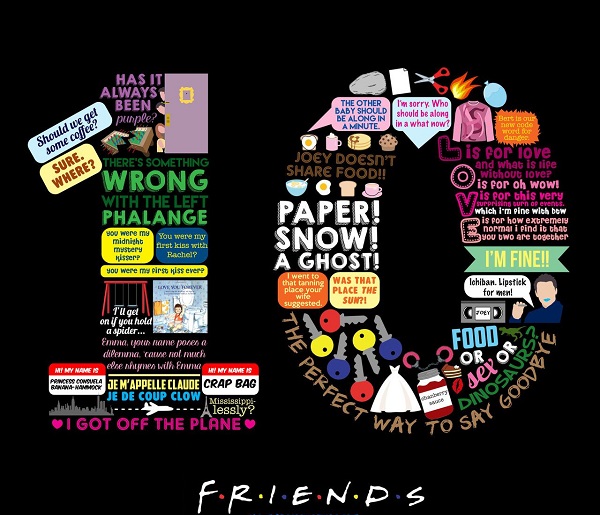 HAS IT
ALWAYS
BEEN
purple?
Should we get
some coffee?
SURE.
WHERE?
THERE'S SOMETHING
WRONG
WITH THE LEFT
PHALANGE
you were my
midnight
mystery
kisser?
You were my
first kiss with
Rachel?
you were my first kiss ever?
I'll get
on if you hold
a spider...
LOVE YOU FOREVER
Emma, your name poses a
dilemma, 'cause not much
else rhymes with Emma
HI! MY NAME IS
PRINCESS CONSUELA
BANANA-HAMMOCK
JE M'APPELLE CLAUDE
JE DE COUP CLOW
HI! MY NAME IS
CRAP BAG
Mississippi-
lessly?
I GOT OFF THE PLANE
THE OTHER
BABY SHOULD
BE ALONG IN
A MINUTE.
I'm sorry. Who
should be along
in a what now?
Bert is our
new code
word for
danger.
JOEY DOESN'T
SHARE FOOD!!
PAPER!
SNOW!
A GHOST!
I went to
that tanning
place your
wife
suggested.
WAS THAT
PLACE THE
SUN?!
L is for love
and what is life
without love?
O is for oh wow!
V is for this very
surprising turn of events.
which I'm fine with btw
E is for how extremely
normal i find it that
you two are together
I'M FINE!!
Ichiban. Lipstick
for men!
JOEY
FOOD
OR
sex OR
DINOSAURS?
chanberry
sauce
THE PERFECT WAY TO SAY GOODBYE
F·R·I·E·N·D·S